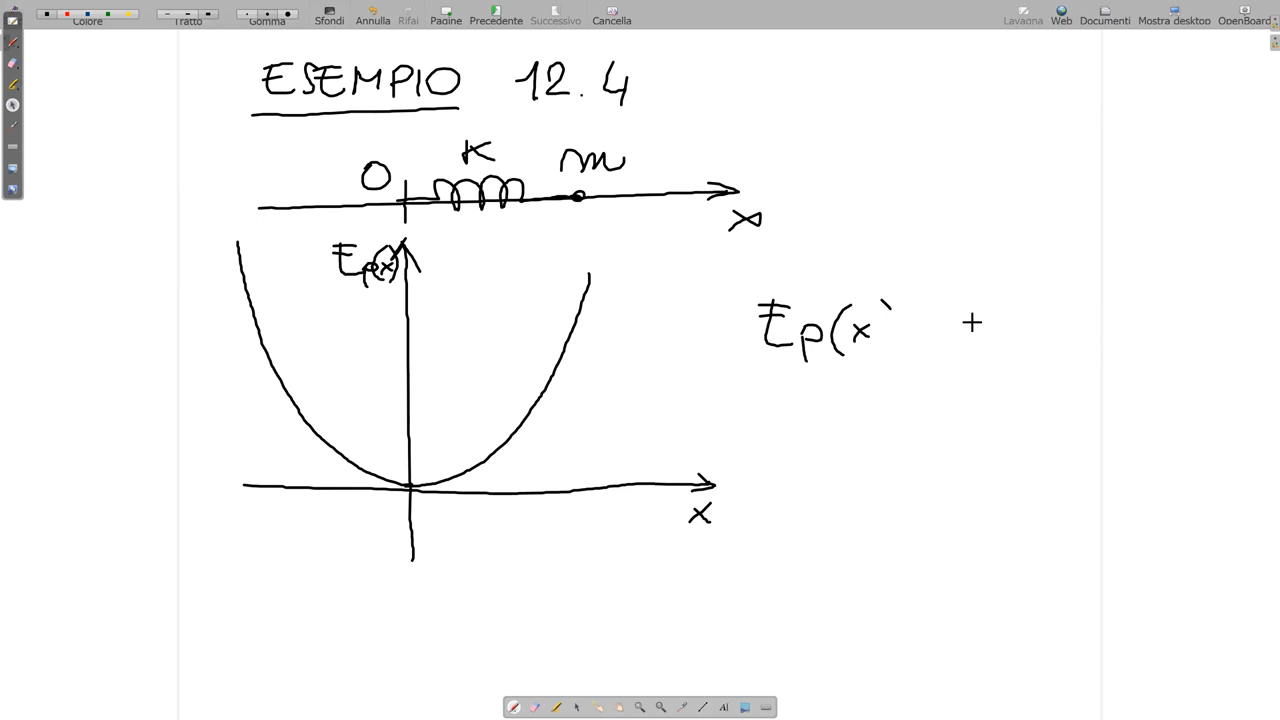 Colore Tratto Gomma Sfondi Annulla Rifai Pagine Precedente Successivo Cancella Lavagna Web Documenti Mostra desktop OpenBoard
ESEMPIO 12.4
O K m
x
Ep(x)
Ep(x
x